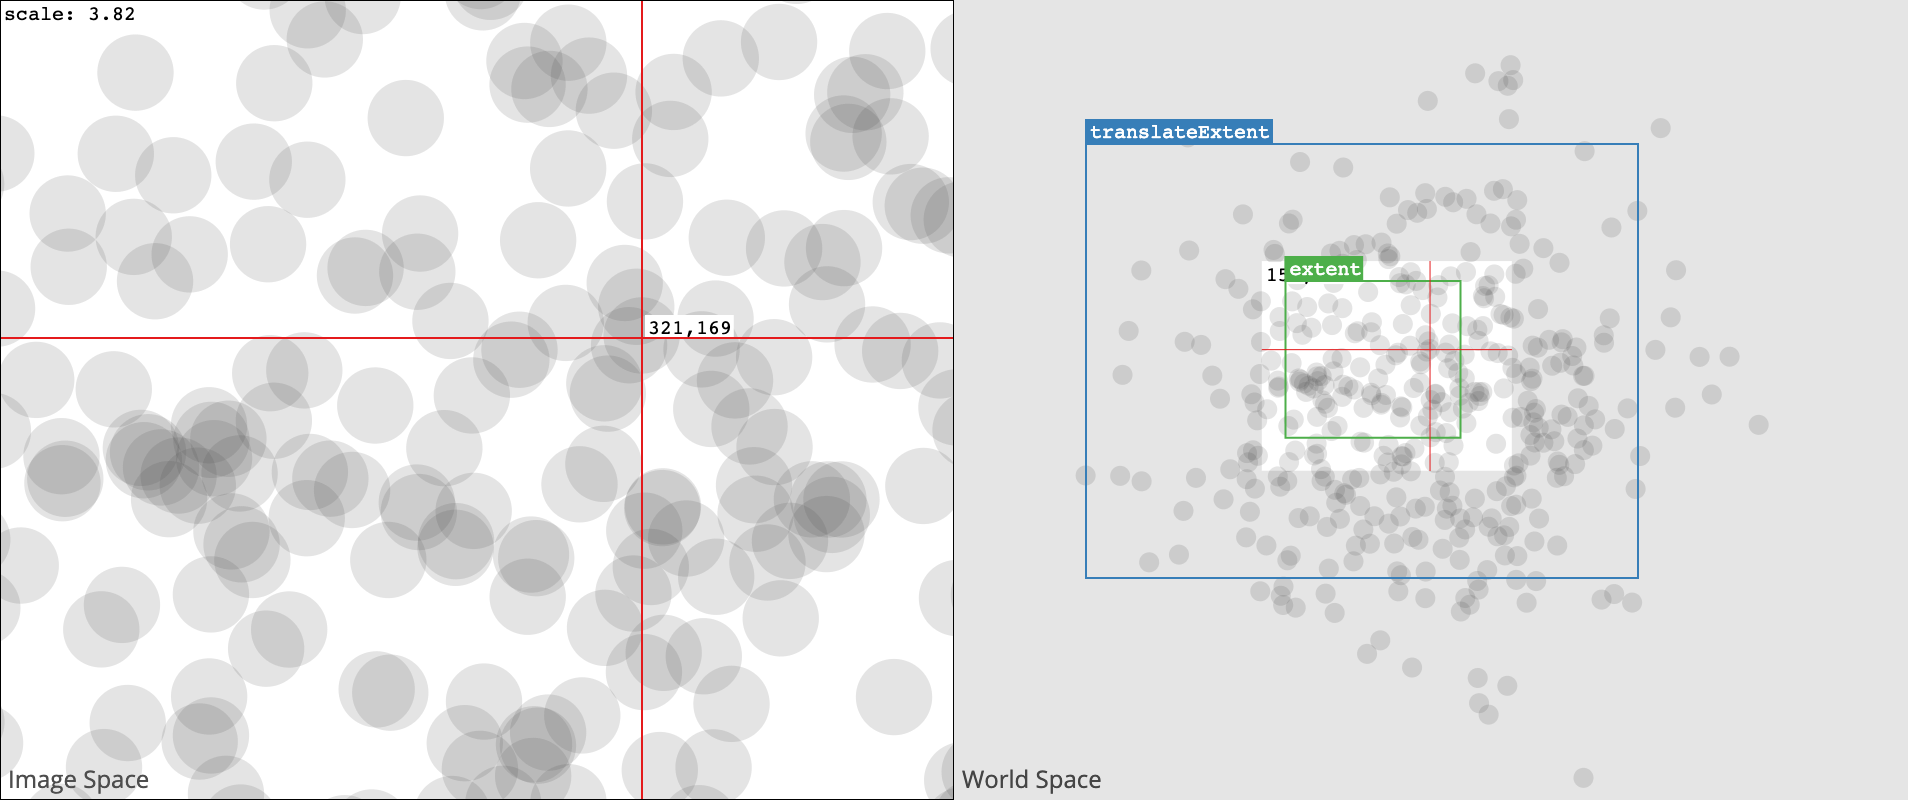 scale: 3.82
321,169
Image Space
translateExtent
extent
World Space